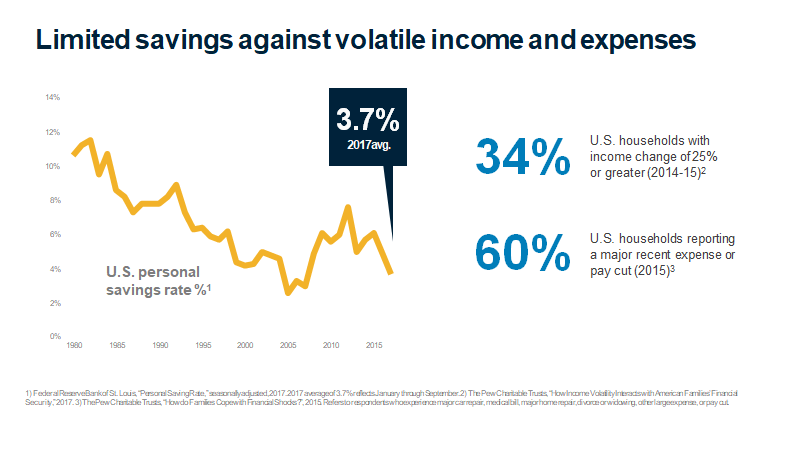 Limited savings against volatile income and expenses
14%
12%
10%
8%
6%
4%
2%
0%
1980 1985 1990 1995 2000 2005 2010 2015
U.S. personal
savings rate %1
3.7%
2017 avg.
34%
U.S. households with
income change of 25%
or greater (2014-15)2
60%
U.S. households reporting
a major recent expense or
pay cut (2015)3
1) Federal Reserve Bank of St. Louis, "Personal Saving Rate," seasonally adjusted, 2017. 2017 average of 3.7% reflects January through September. 2) The Pew Charitable Trusts, "How Income Volatility Interacts with American Families' Financial
Security," 2017. 3) The Pew Charitable Trusts, "How do Families Cope with Financial Shocks?", 2015. Refers to respondents who experience major car repair, medical bill, major home repair, divorce or widowing, other large expense, or pay cut.